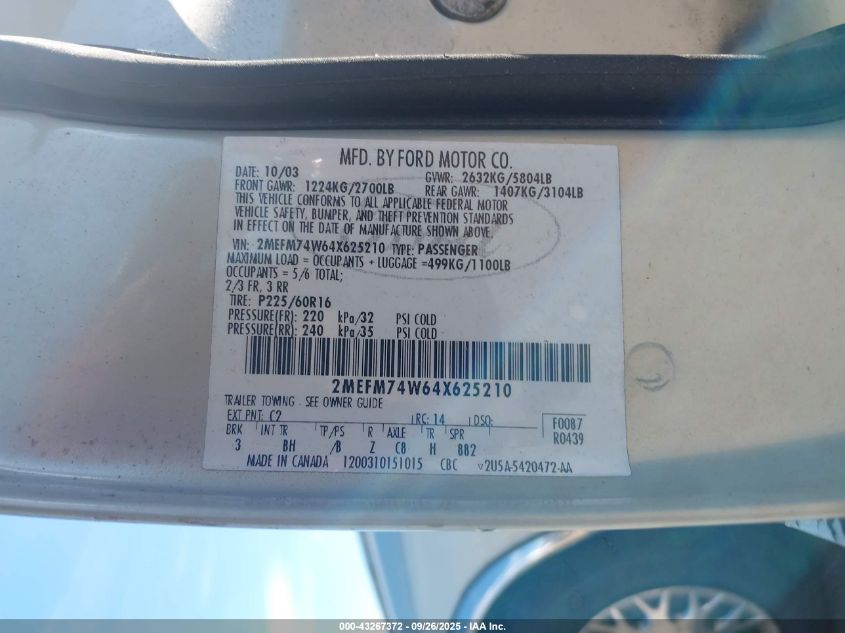 MFD. BY FORD MOTOR CO.
DATE: 10/03 GVWR: 2632KG/5804LB
FRONT GAWR: 1224KG/2700LB REAR GAWR: 1407KG/3104LB
THIS VEHICLE CONFORMS TO ALL APPLICABLE FEDERAL MOTOR
VEHICLE SAFETY, BUMPER, AND THEFT PREVENTION STANDARDS
IN EFFECT ON THE DATE OF MANUFACTURE SHOWN ABOVE.
VIN: 2MEFM74W64X625210 TYPE: PASSENGER
MAXIMUM LOAD = OCCUPANTS + LUGGAGE =499KG/1100LB
OCCUPANTS = 5/6 TOTAL;
2/3 FR, 3 RR
TIRE: P225/60R16
PRESSURE(FR): 220 kPa/32 PSI COLD
PRESSURE(RR): 240 kPa/35 PSI COLD
2MEFM74W64X625210
TRAILER TOWING - SEE OWNER GUIDE
EXT PNT: C2 RC: 14 DSO: F0087
BRK INT TR TP/PS R AXLE TR SPR R0439
3 BH /B Z C8 H 882
MADE IN CANADA 1200310151015 CBC V2U5A-5420472-AA
000-43267372 - 09/26/2025 - IAA Inc.